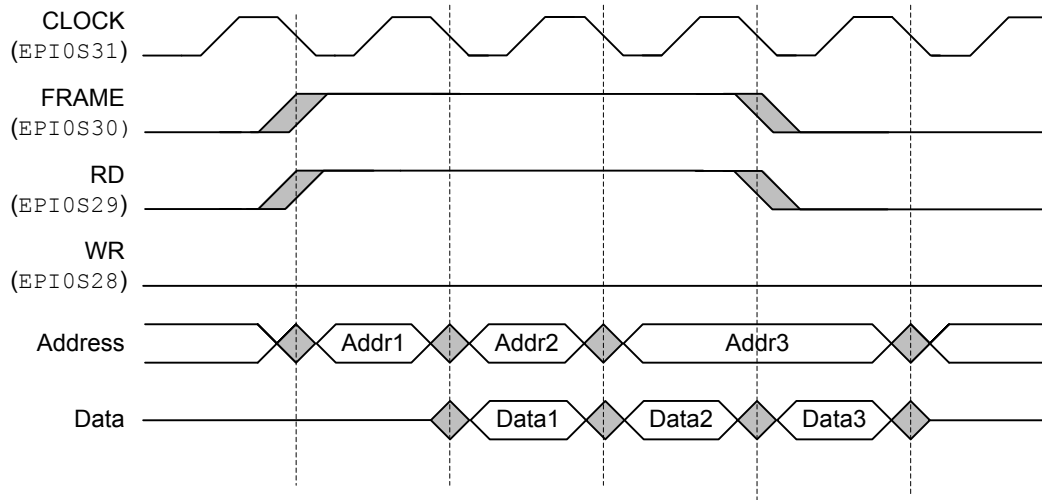 CLOCK
(EPI0S31)
FRAME
(EPI0S30)
RD
(EPI0S29)
WR
(EPI0S28)
Address Addr1 Addr2 Addr3
Data Data1 Data2 Data3